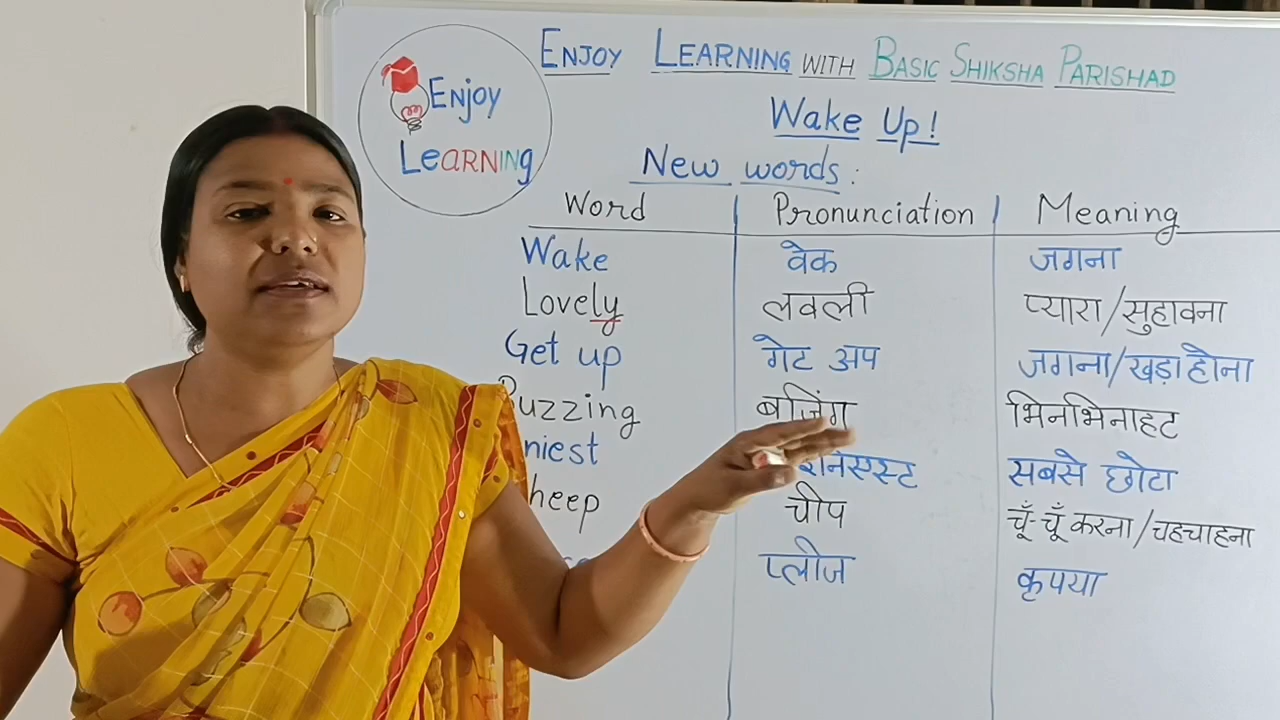 ENJOY LEARNING WITH BASIC SHIKSHA PARISHAD
Enjoy
LeARNINg
Wake Up!
New words:
Word Pronunciation Meaning
Wake वेक जगना
Lovely लवली प्यारा/सुहावना
Get up गेट अप जगना/खड़ा होना
Buzzing बजिंग भिनभिनाहट
niest सबसे छोटा
heep चीप चूँ-चूँ करना/चहचाहना
प्लीज कृपया